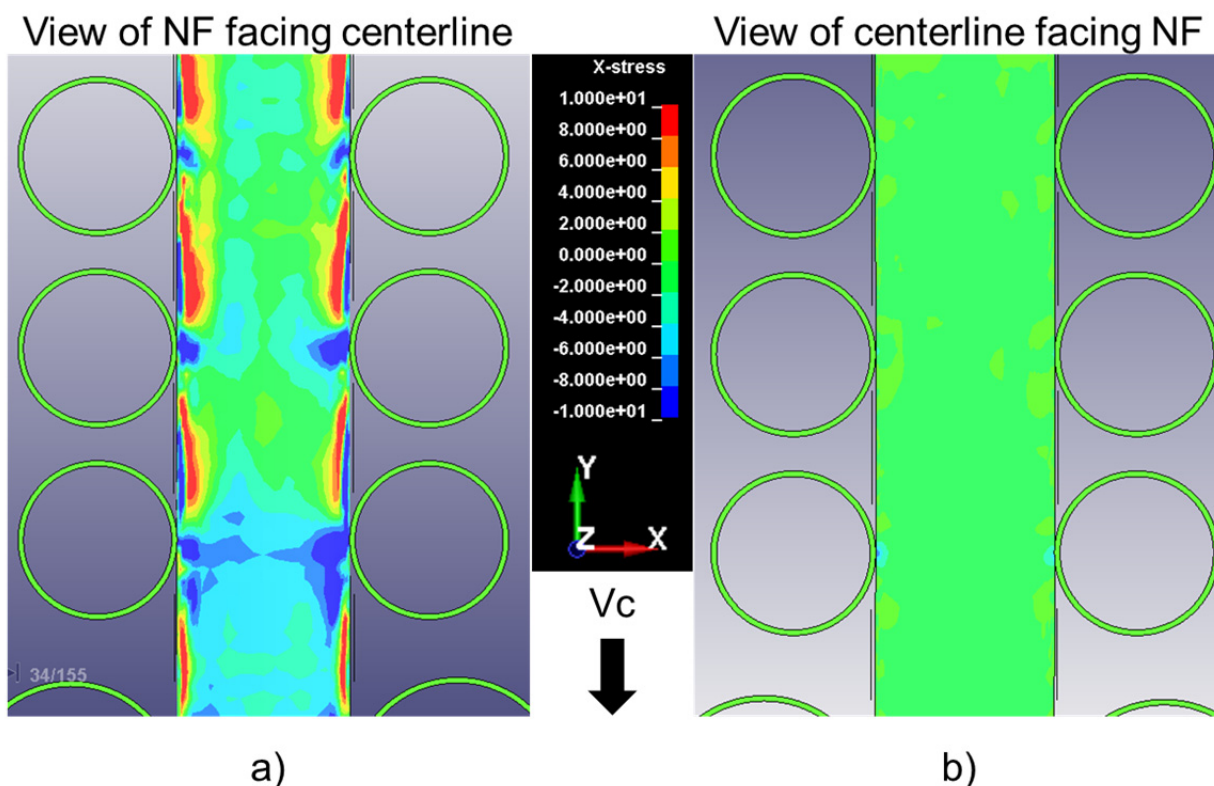 View of NF facing centerline
View of centerline facing NF
X-stress
1.000e+01
8.000e+00
6.000e+00
4.000e+00
2.000e+00
0.000e+00
-2.000e+00
-4.000e+00
-6.000e+00
-8.000e+00
-1.000e+01
Y
Z
X
34/155
Vc
a)
b)